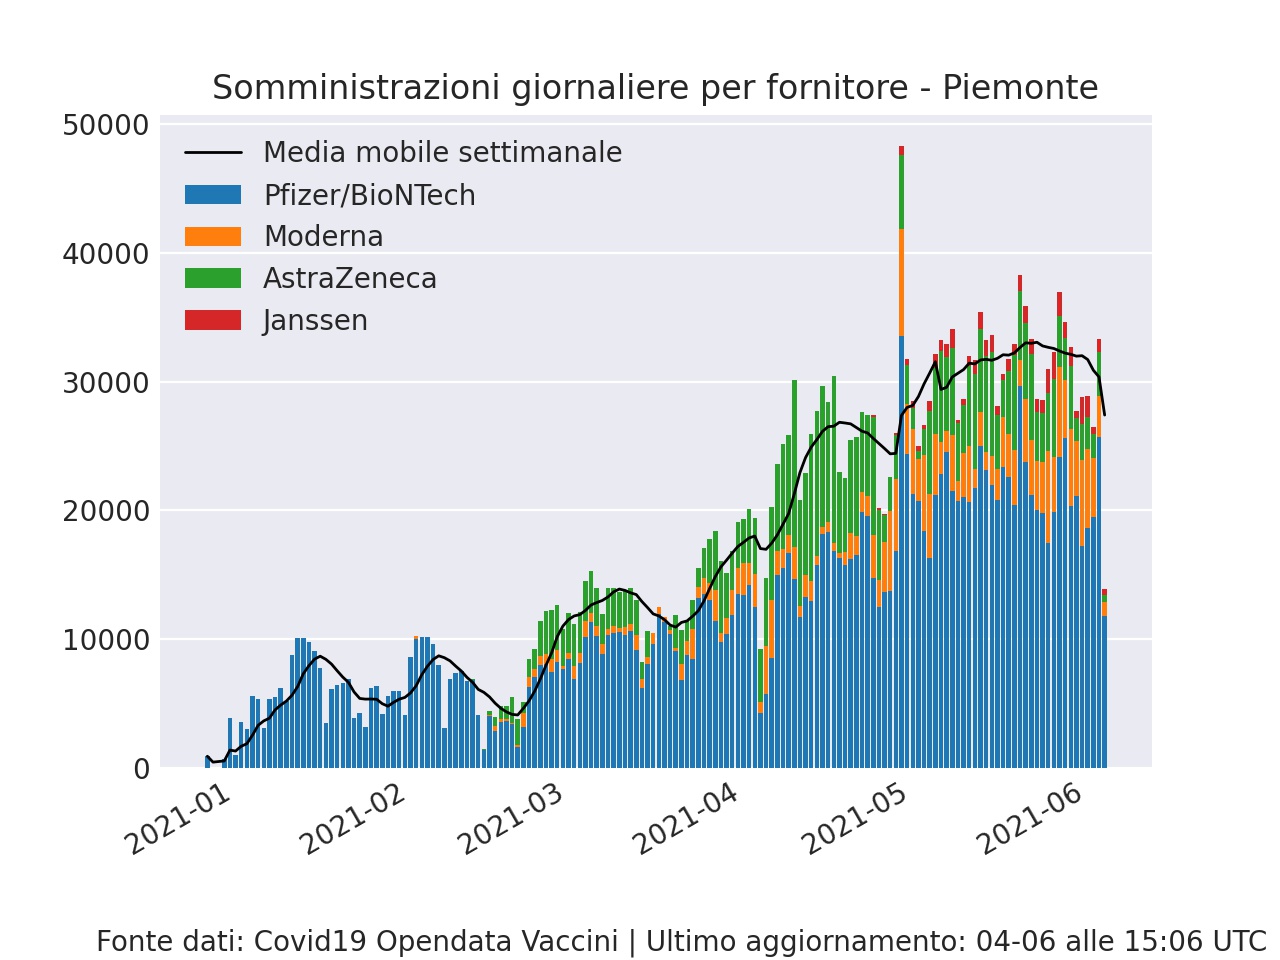 Somministrazioni giornaliere per fornitore - Piemonte
50000
40000
30000
20000
10000
0
Media mobile settimanale
Pfizer/BioNTech
Moderna
AstraZeneca
Janssen
2021-01
2021-02
2021-03
2021-04
2021-05
2021-06
Fonte dati: Covid19 Opendata Vaccini | Ultimo aggiornamento: 04-06 alle 15:06 UTC